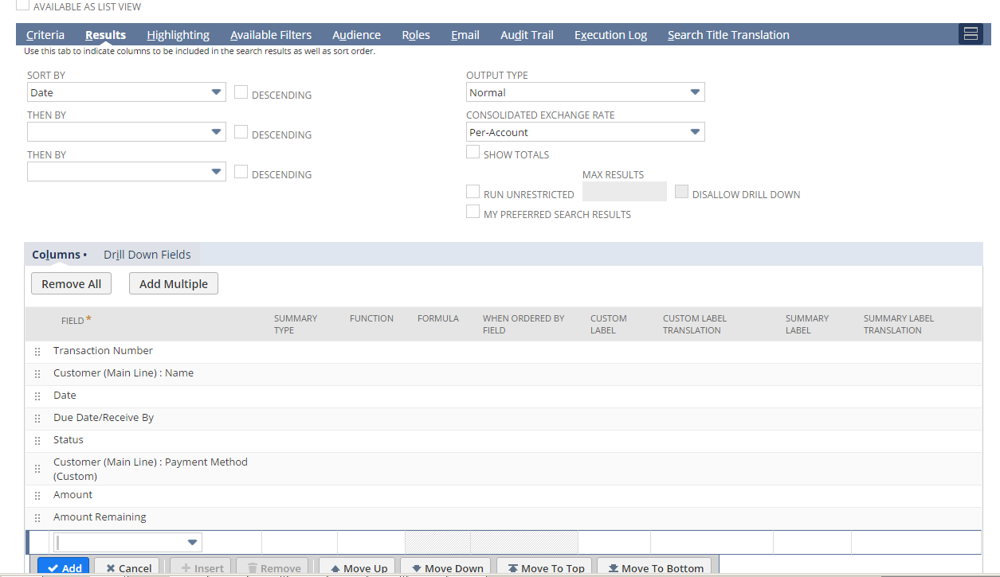 AVAILABLE AS LIST VIEW
Criteria Results Highlighting Available Filters Audience Roles Email Audit Trail Execution Log Search Title Translation
Use this tab to indicate columns to be included in the search results as well as sort order.
SORT BY
Date
DESCENDING
THEN BY
DESCENDING
THEN BY
DESCENDING
OUTPUT TYPE
Normal
CONSOLIDATED EXCHANGE RATE
Per-Account
SHOW TOTALS
MAX RESULTS
RUN UNRESTRICTED
DISALLOW DRILL DOWN
MY PREFERRED SEARCH RESULTS
Columns • Drill Down Fields
Remove All Add Multiple
FIELD *
SUMMARY
TYPE
FUNCTION
FORMULA
WHEN ORDERED BY
FIELD
CUSTOM
LABEL
CUSTOM LABEL
TRANSLATION
SUMMARY
LABEL
SUMMARY LABEL
TRANSLATION
Transaction Number
Customer (Main Line) : Name
Date
Due Date/Receive By
Status
Customer (Main Line) : Payment Method
(Custom)
Amount
Amount Remaining
Add Cancel Insert Remove Move Up Move Down Move To Top Move To Bottom